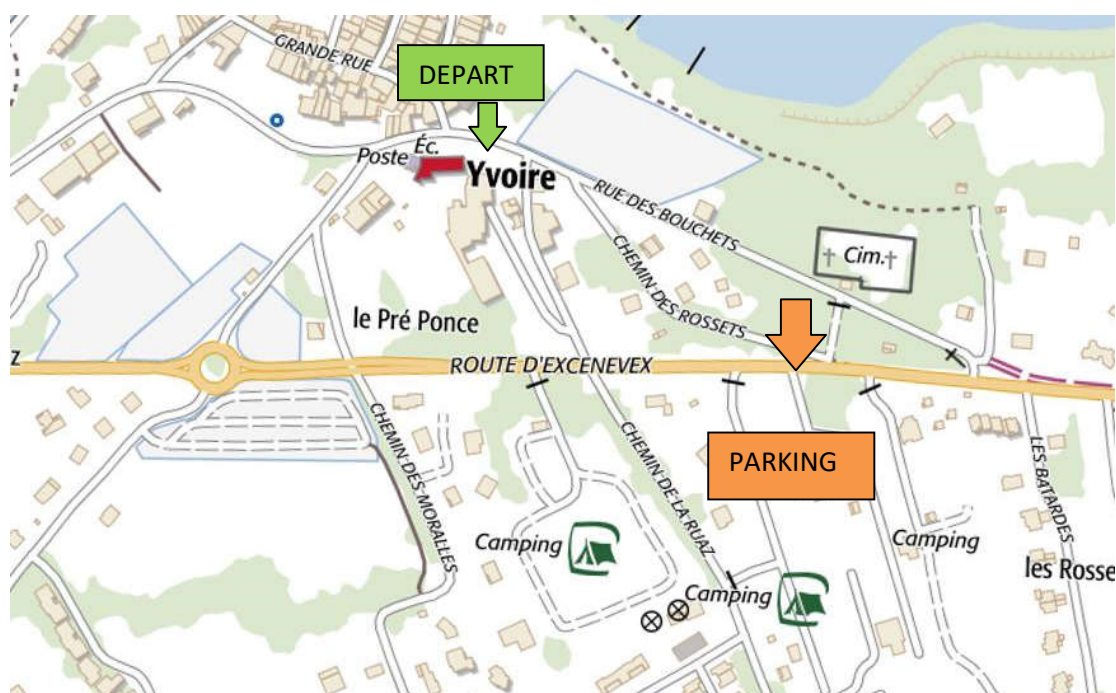 GRANDE RUE
DEPART
Poste
Éc.
Yvoire
RUE DES BOUCHETS
Cim.
CHEMIN DES ROSSETS
le Pré Ponce
z
ROUTE D'EXCENEVEX
CHEMIN DES MORALLES
CHEMIN DE LA RUAZ
PARKING
LES BATARDES
Camping
Camping
Camping
les Rosse